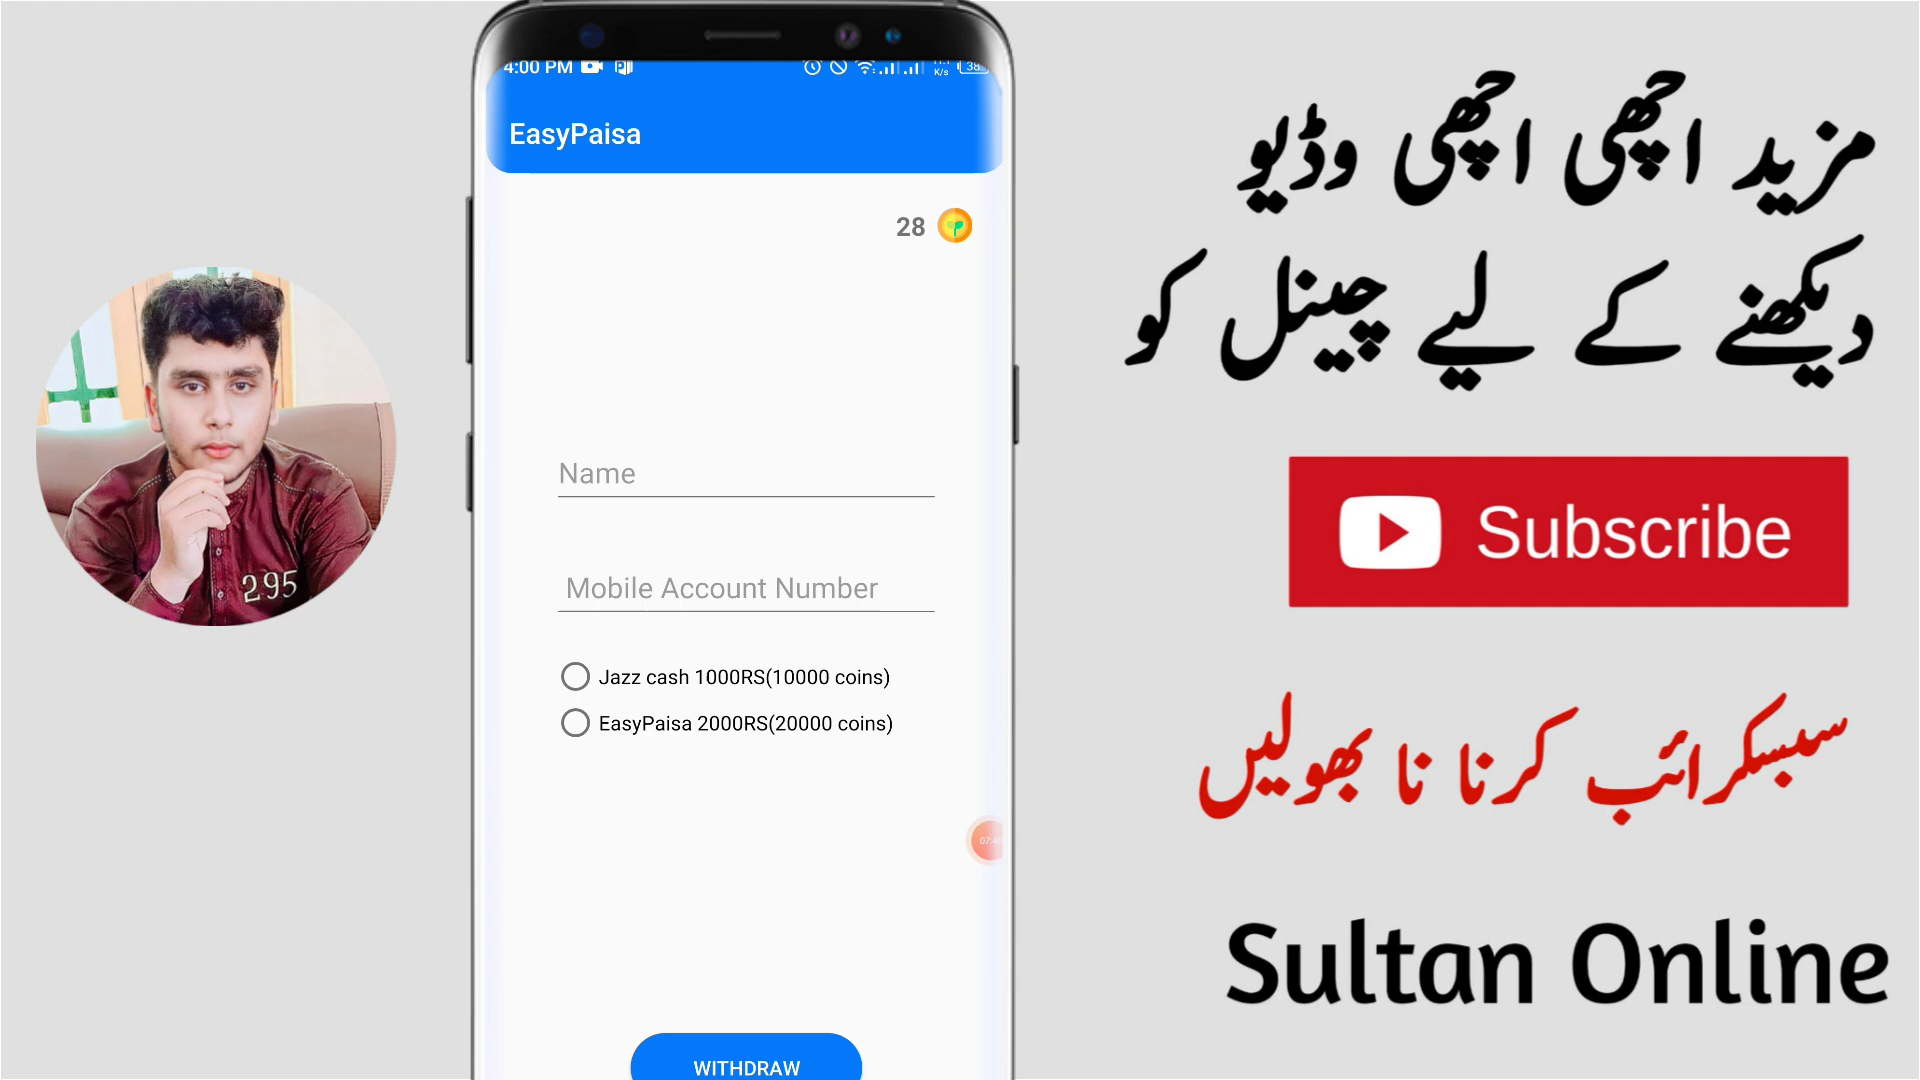 4:00 PM
K/s
38
EasyPaisa
28
Name
Mobile Account Number
Jazz cash 1000RS(10000 coins)
EasyPaisa 2000RS(20000 coins)
WITHDRAW
295
مزید اچھی اچھی وڈیو
دیکھنے کے لیے چینل کو
Subscribe
سبسکرائب کرنا نا بھولیں
Sultan Online